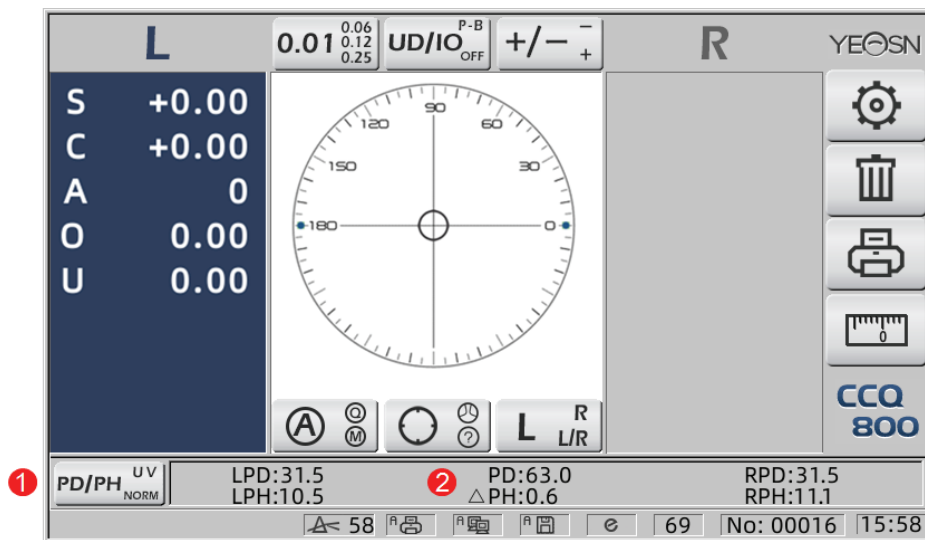 L
0.01 0.06
0.12
0.25
UD/IO P-B
OFF
+/− −
+
R
YEOSN
S +0.00
C +0.00
A 0
O 0.00
U 0.00
90
120 60
150 30
180 0
0
A Q
M
?
L R
L/R
CCQ
800
1
PD/PH UV
NORM
LPD:31.5 2 PD:63.0 RPD:31.5
LPH:10.5 △PH:0.6 RPH:11.1
58 A A A e 69 No: 00016 15:58